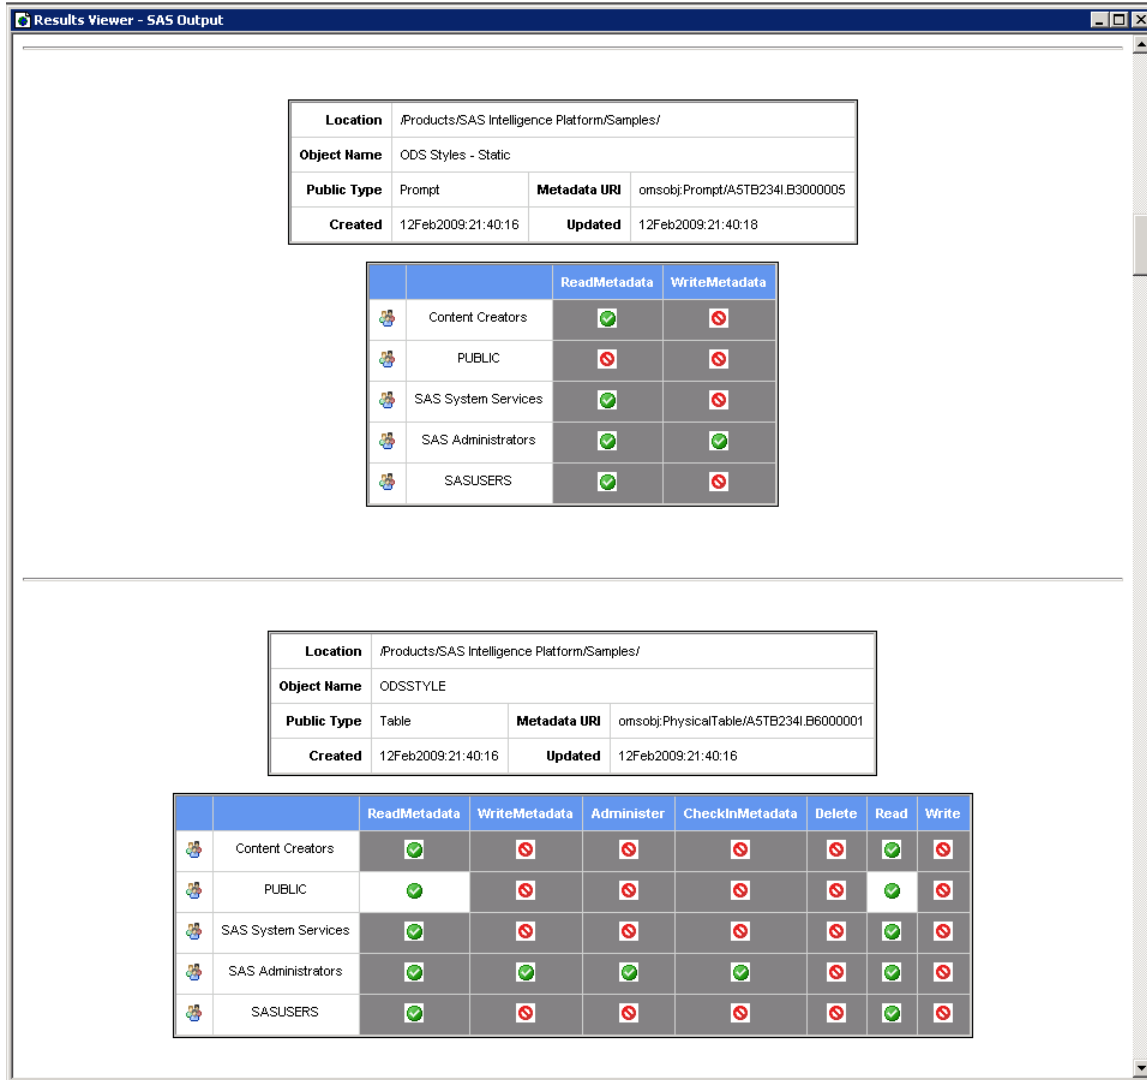 Results Viewer - SAS Output
Location /Products/SAS Intelligence Platform/Samples/
Object Name ODS Styles - Static
Public Type Prompt Metadata URI omsobj:Prompt/A5TB234I.B3000005
Created 12Feb2009:21:40:16 Updated 12Feb2009:21:40:18
ReadMetadata WriteMetadata
Content Creators
PUBLIC
SAS System Services
SAS Administrators
SASUSERS
Location /Products/SAS Intelligence Platform/Samples/
Object Name ODSSTYLE
Public Type Table Metadata URI omsobj:PhysicalTable/A5TB234I.B6000001
Created 12Feb2009:21:40:16 Updated 12Feb2009:21:40:16
ReadMetadata WriteMetadata Administer CheckInMetadata Delete Read Write
Content Creators
PUBLIC
SAS System Services
SAS Administrators
SASUSERS